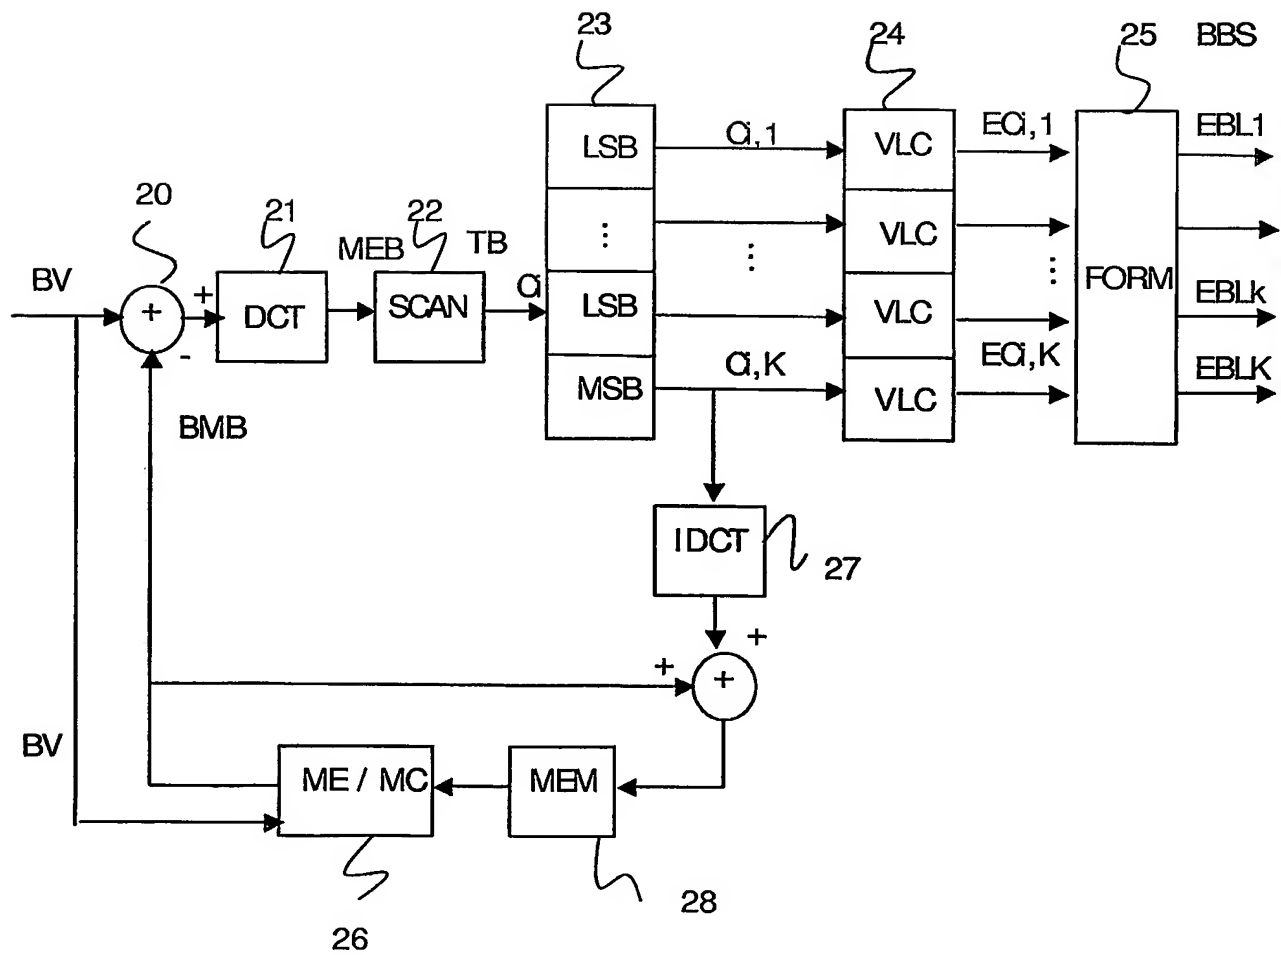 23
24
25
BBS
LSB
Ci,1
VLC
ECi,1
EBL1
20
21
22
...
...
VLC
...
MEB
TB
BV
+
+
DCT
SCAN
Ci
LSB
VLC
FORM
EBLk
-
MSB
Ci,K
VLC
ECi,K
EBLK
BMB
IDCT
27
+
+
+
BV
ME / MC
MEM
26
28